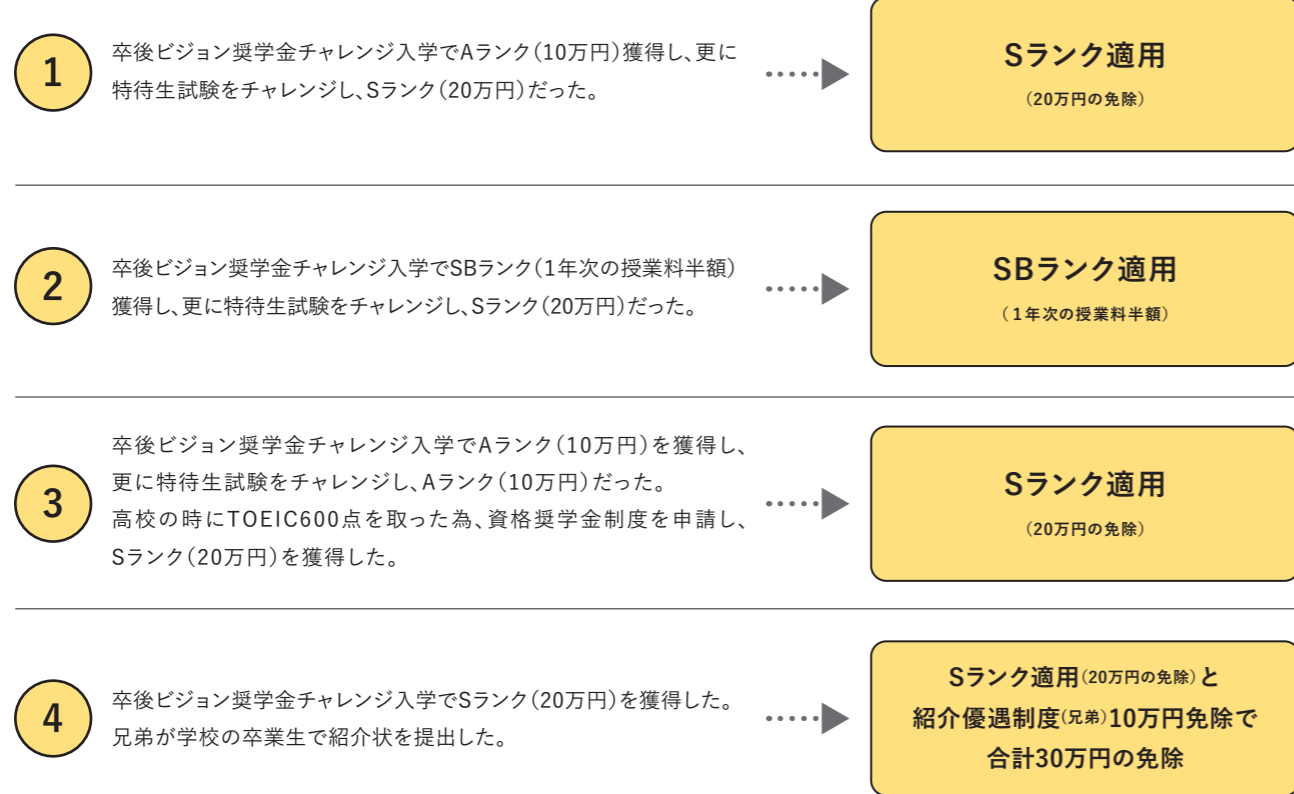 1
卒後ビジョン奨学金チャレンジ入学でAランク(10万円)獲得し、更に
特待生試験をチャレンジし、Sランク(20万円)だった。
Sランク適用
(20万円の免除)
2
卒後ビジョン奨学金チャレンジ入学でSBランク(1年次の授業料半額)
獲得し、更に特待生試験をチャレンジし、Sランク(20万円)だった。
SBランク適用
(1年次の授業料半額)
3
卒後ビジョン奨学金チャレンジ入学でAランク(10万円)を獲得し、
更に特待生試験をチャレンジし、Aランク(10万円)だった。
高校の時にTOEIC600点を取った為、資格奨学金制度を申請し、
Sランク(20万円)を獲得した。
Sランク適用
(20万円の免除)
4
卒後ビジョン奨学金チャレンジ入学でSランク(20万円)を獲得した。
兄弟が学校の卒業生で紹介状を提出した。
Sランク適用(20万円の免除)と
紹介優遇制度(兄弟)10万円免除で
合計30万円の免除